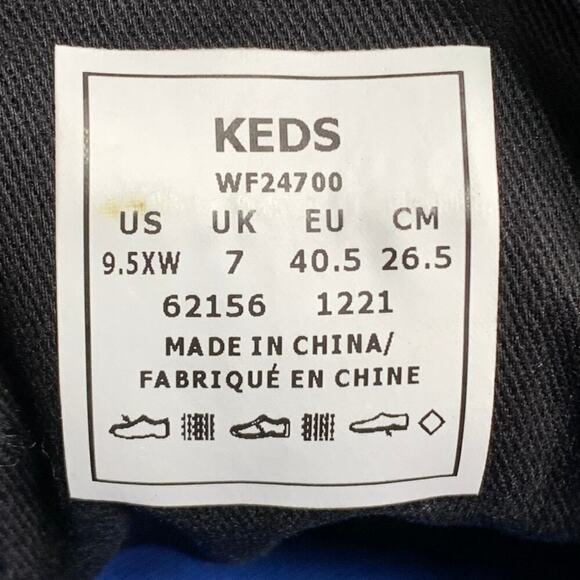 KEDS
WF24700
US UK EU CM
9.5XW 7 40.5 26.5
62156 1221
MADE IN CHINA/
FABRIQUÉ EN CHINE